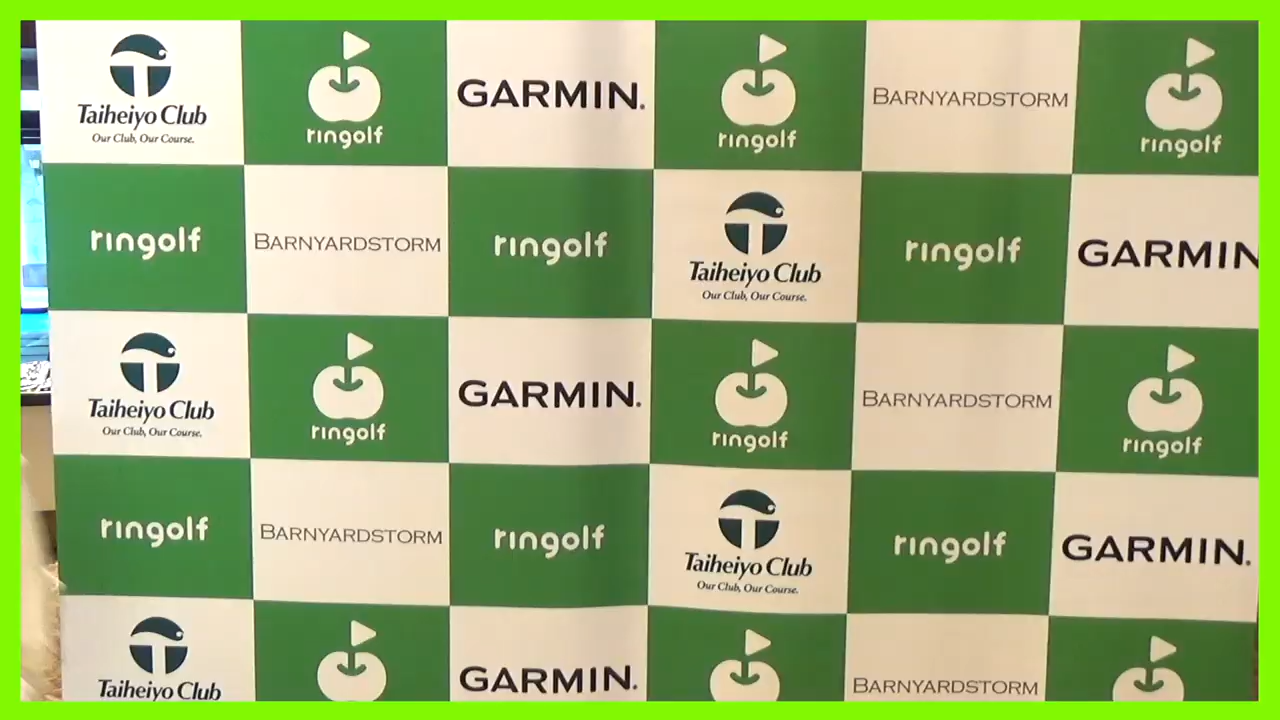 Taiheiyo Club
Our Club, Our Course.
ringolf
GARMIN.
ringolf
BARNYARDSTORM
ringolf
ringolf
BARNYARDSTORM
ringolf
Taiheiyo Club
Our Club, Our Course.
ringolf
GARMIN
Taiheiyo Club
Our Club, Our Course.
ringolf
GARMIN.
ringolf
BARNYARDSTORM
ringolf
ringolf
BARNYARDSTORM
ringolf
Taiheiyo Club
Our Club, Our Course.
ringolf
GARMIN.
Taiheiyo Club
GARMIN.
BARNYARDSTORM